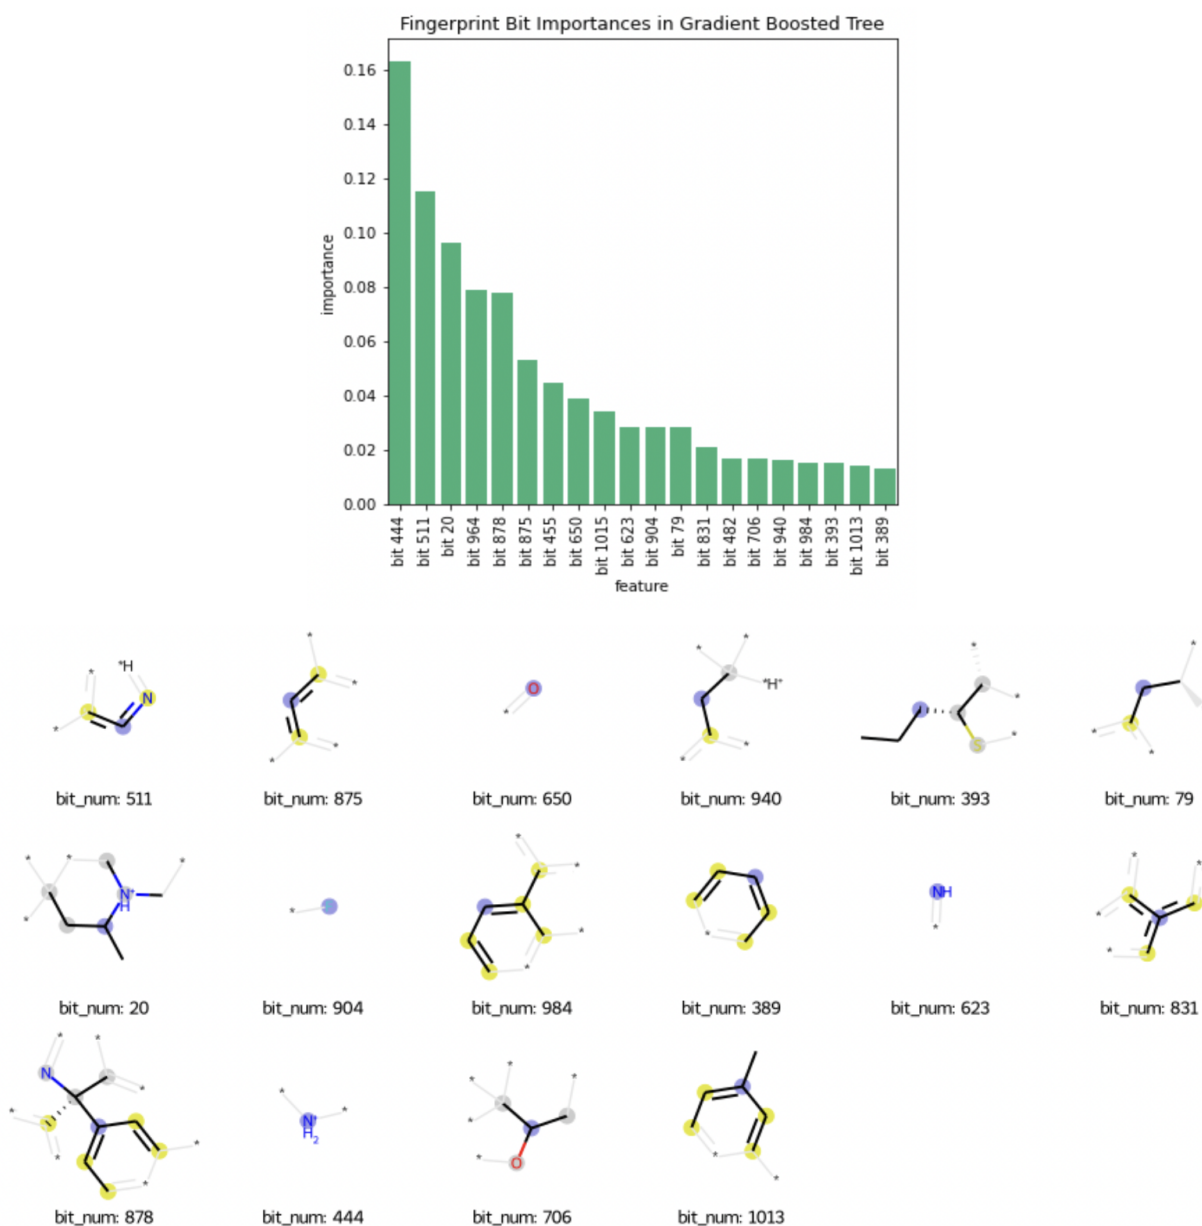 Fingerprint Bit Importances in Gradient Boosted Tree
importance
0.16
0.14
0.12
0.10
0.08
0.06
0.04
0.02
0.00
bit 444
bit 511
bit 20
bit 964
bit 878
bit 875
bit 455
bit 650
bit 1015
bit 623
bit 904
bit 79
bit 831
bit 482
bit 706
bit 940
bit 984
bit 393
bit 1013
bit 389
feature
* *H N *
* * * *
* O
* * *H+ * *
* * S *
* * *
bit_num: 511 bit_num: 875 bit_num: 650 bit_num: 940 bit_num: 393 bit_num: 79
* * * * N+ H
*
* * * *
*
NH *
* * * *
bit_num: 20 bit_num: 904 bit_num: 984 bit_num: 389 bit_num: 623 bit_num: 831
* * N * * * * *
* * N+ H2
* * * * * O
* *
bit_num: 878 bit_num: 444 bit_num: 706 bit_num: 1013